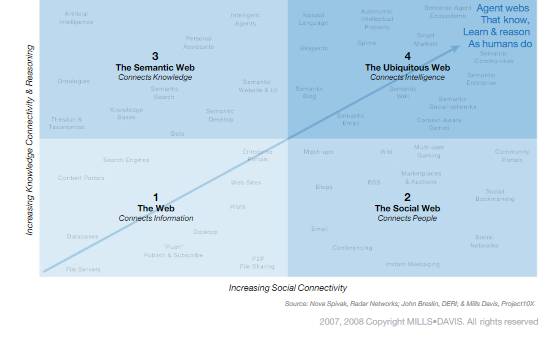 Agent webs
That know,
Learn & reason
As humans do
Artificial
Intelligence
Intelligent
Agents
Personal
Assistants
3
The Semantic Web
Connects Knowledge
Ontologies
Semantic
Search
Semantic
Website & UI
Thesauri &
Taxonomies
Knowledge
Bases
Semantic
Desktop
Bots
Natural
Language
Autonomic
Intellectual
Property
Semantic Agent
Ecosystems
Blogjects
Spime
Smart
Markets
4
The Ubiquitous Web
Connects Intelligence
Semantic
Communities
Semantic
Enterprise
Semantic
Blog
Semantic
Wiki
Semantic
Social networks
Semantic
Email
Context-Aware
Games
Search Engines
Enterprise
Portals
Content Portals
Web Sites
1
The Web
Connects Information
PIMS
Databases
Desktop
"Push"
Publish & Subscribe
File Servers
P2P
File Sharing
Mash-ups
Wiki
Multi-user
Gaming
Community
Portals
Blogs
RSS
Marketplaces
& Auctions
2
The Social Web
Connects People
Social
Bookmarking
Email
Conferencing
Social
Networks
Instant Messaging
Increasing Knowledge Connectivity & Reasoning
Increasing Social Connectivity
Source: Nova Spivak, Radar Networks; John Breslin, DERI; & Mills Davis, Project10X
2007, 2008 Copyright MILLS•DAVIS. All rights reserved